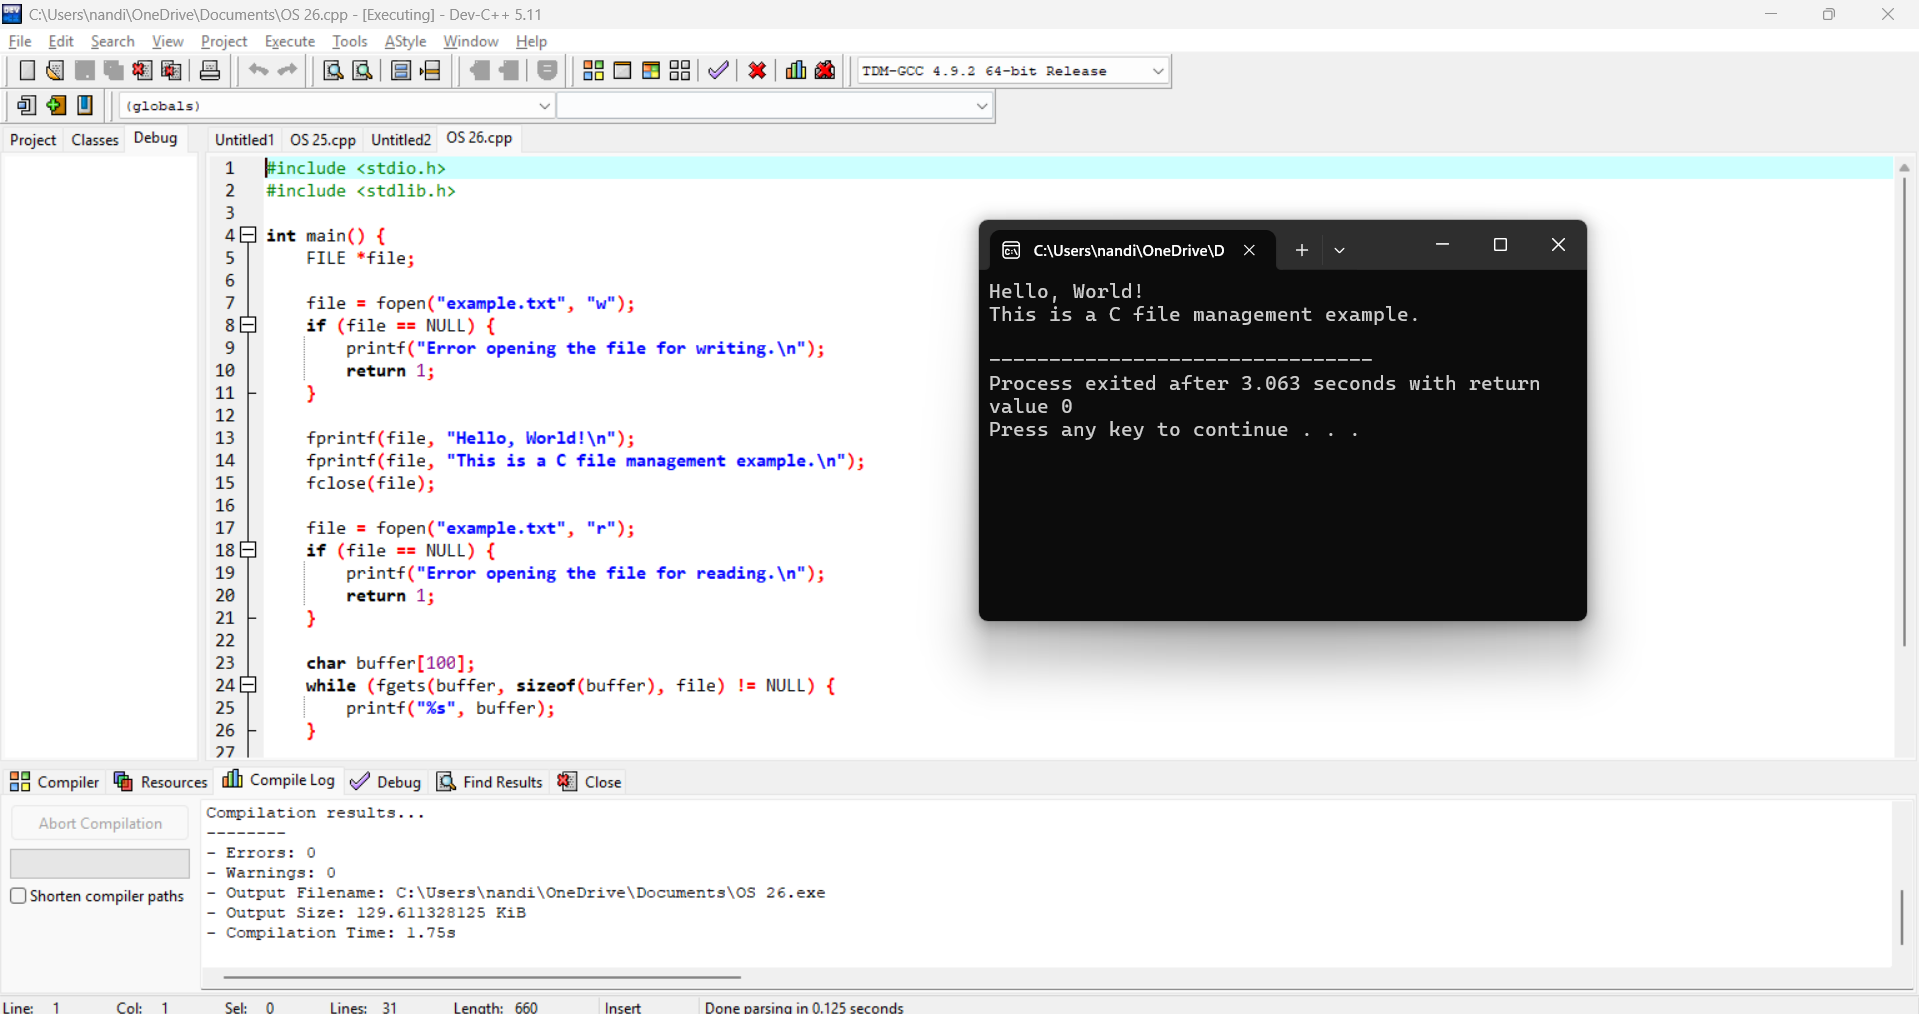 C:\Users\nandi\OneDrive\Documents\OS 26.cpp - [Executing] - Dev-C++ 5.11
File Edit Search View Project Execute Tools AStyle Window Help
TDM-GCC 4.9.2 64-bit Release
(globals)
Project Classes Debug
Untitled1 OS 25.cpp Untitled2 OS 26.cpp
1 #include <stdio.h>
2 #include <stdlib.h>
3
4 int main() {
5 FILE *file;
6
7 file = fopen("example.txt", "w");
8 if (file == NULL) {
9 printf("Error opening the file for writing.\n");
10 return 1;
11 }
12
13 fprintf(file, "Hello, World!\n");
14 fprintf(file, "This is a C file management example.\n");
15 fclose(file);
16
17 file = fopen("example.txt", "r");
18 if (file == NULL) {
19 printf("Error opening the file for reading.\n");
20 return 1;
21 }
22
23 char buffer[100];
24 while (fgets(buffer, sizeof(buffer), file) != NULL) {
25 printf("%s", buffer);
26 }
27
C:\Users\nandi\OneDrive\D
Hello, World!
This is a C file management example.
--------------------------------
Process exited after 3.063 seconds with return
value 0
Press any key to continue . . .
Compiler Resources Compile Log Debug Find Results Close
Abort Compilation
Shorten compiler paths
Compilation results...
--------
- Errors: 0
- Warnings: 0
- Output Filename: C:\Users\nandi\OneDrive\Documents\OS 26.exe
- Output Size: 129.611328125 KiB
- Compilation Time: 1.75s
Line: 1 Col: 1 Sel: 0 Lines: 31 Length: 660 Insert Done parsing in 0.125 seconds